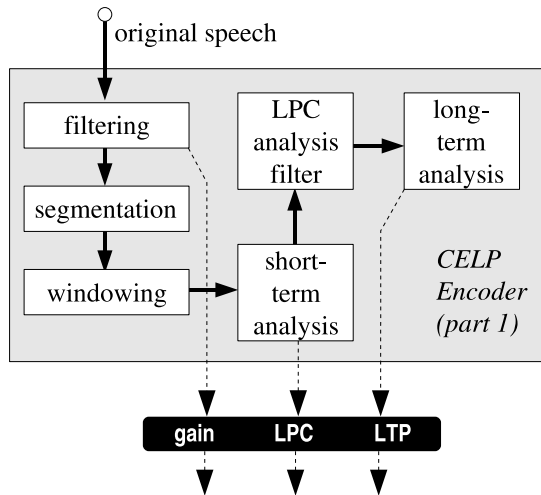 original speech
filtering
segmentation
windowing
LPC
analysis
filter
long-
term
analysis
short-
term
analysis
CELP
Encoder
(part 1)
gain LPC LTP